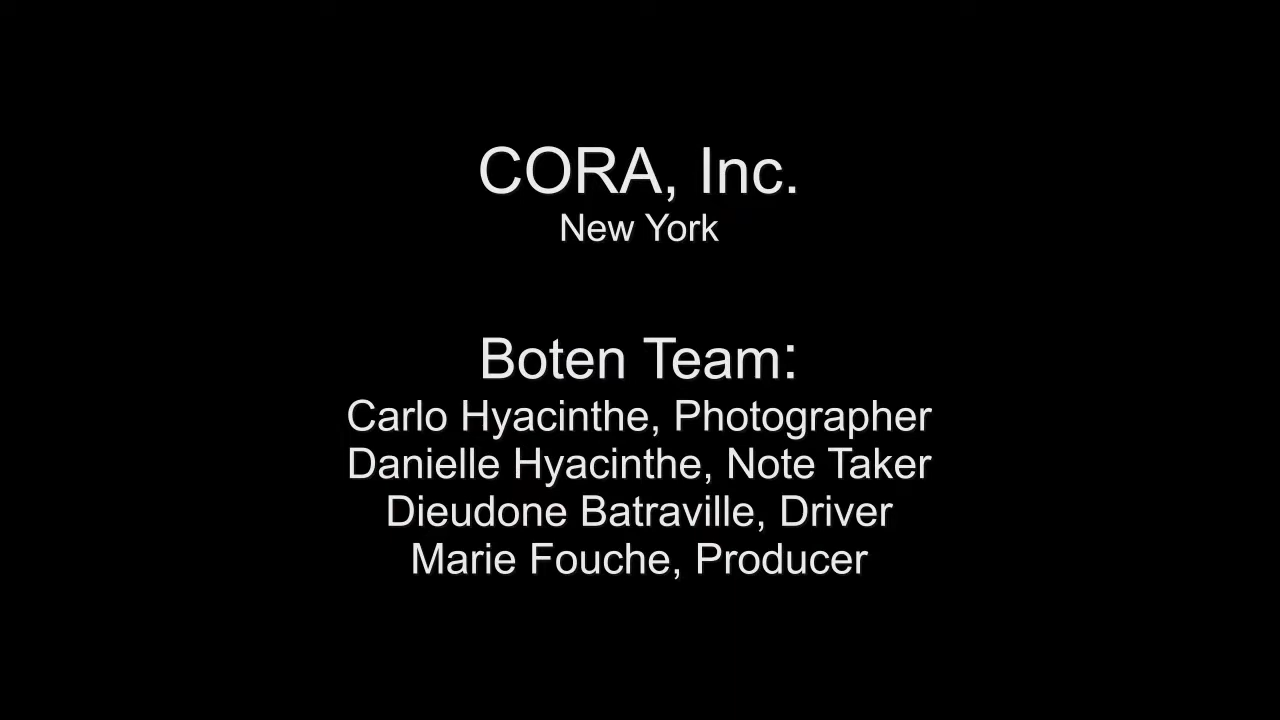 CORA, Inc.
New York
Boten Team:
Carlo Hyacinthe, Photographer
Danielle Hyacinthe, Note Taker
Dieudone Batraville, Driver
Marie Fouche, Producer